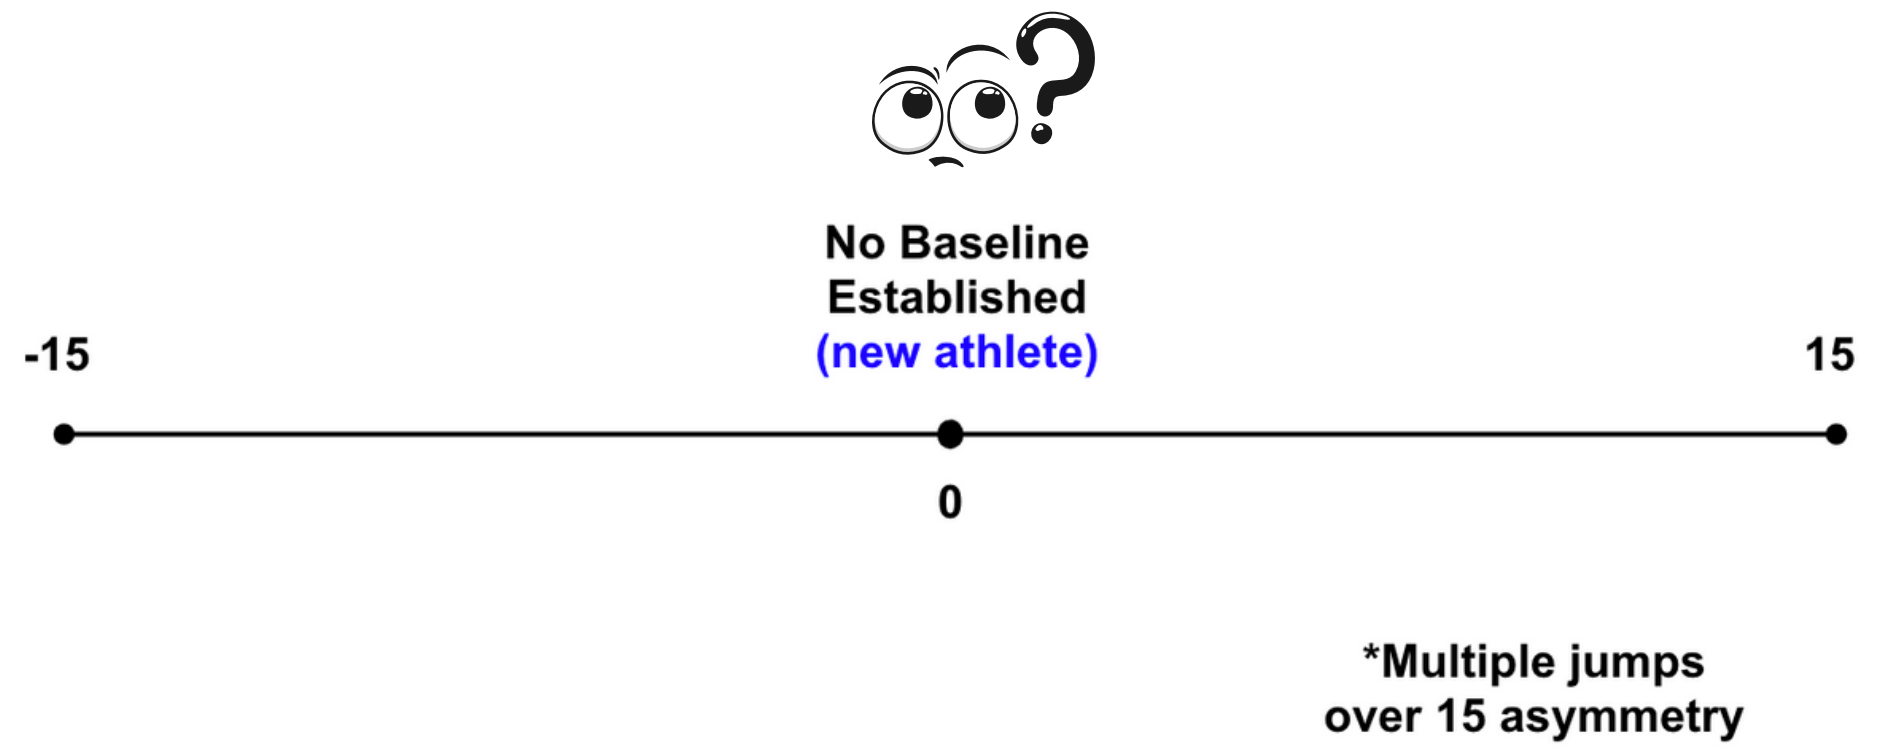 No Baseline
Established
(new athlete)
-15
15
0
*Multiple jumps
over 15 asymmetry